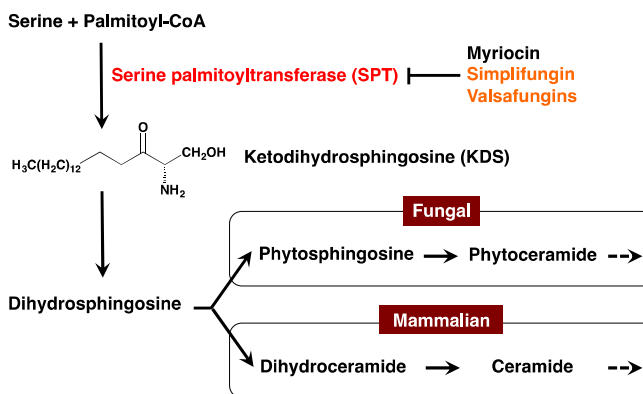 Serine + Palmitoyl-CoA
Serine palmitoyltransferase (SPT)
Myriocin
Simplifungin
Valsafungins
O
H₃C(H₂C)₁₂
CH₂OH
NH₂
Ketodihydrosphingosine (KDS)
Fungal
Phytosphingosine
Phytoceramide
Dihydrosphingosine
Mammalian
Dihydroceramide
Ceramide